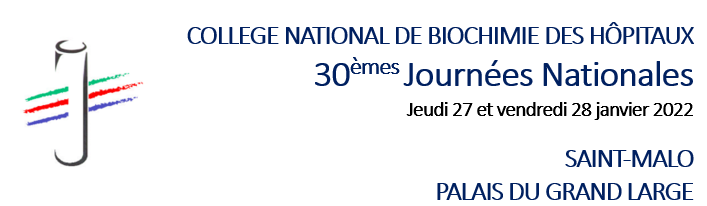 COLLEGE NATIONAL DE BIOCHIMIE DES HÔPITAUX
30èmes Journées Nationales
Jeudi 27 et vendredi 28 janvier 2022
SAINT-MALO
PALAIS DU GRAND LARGE